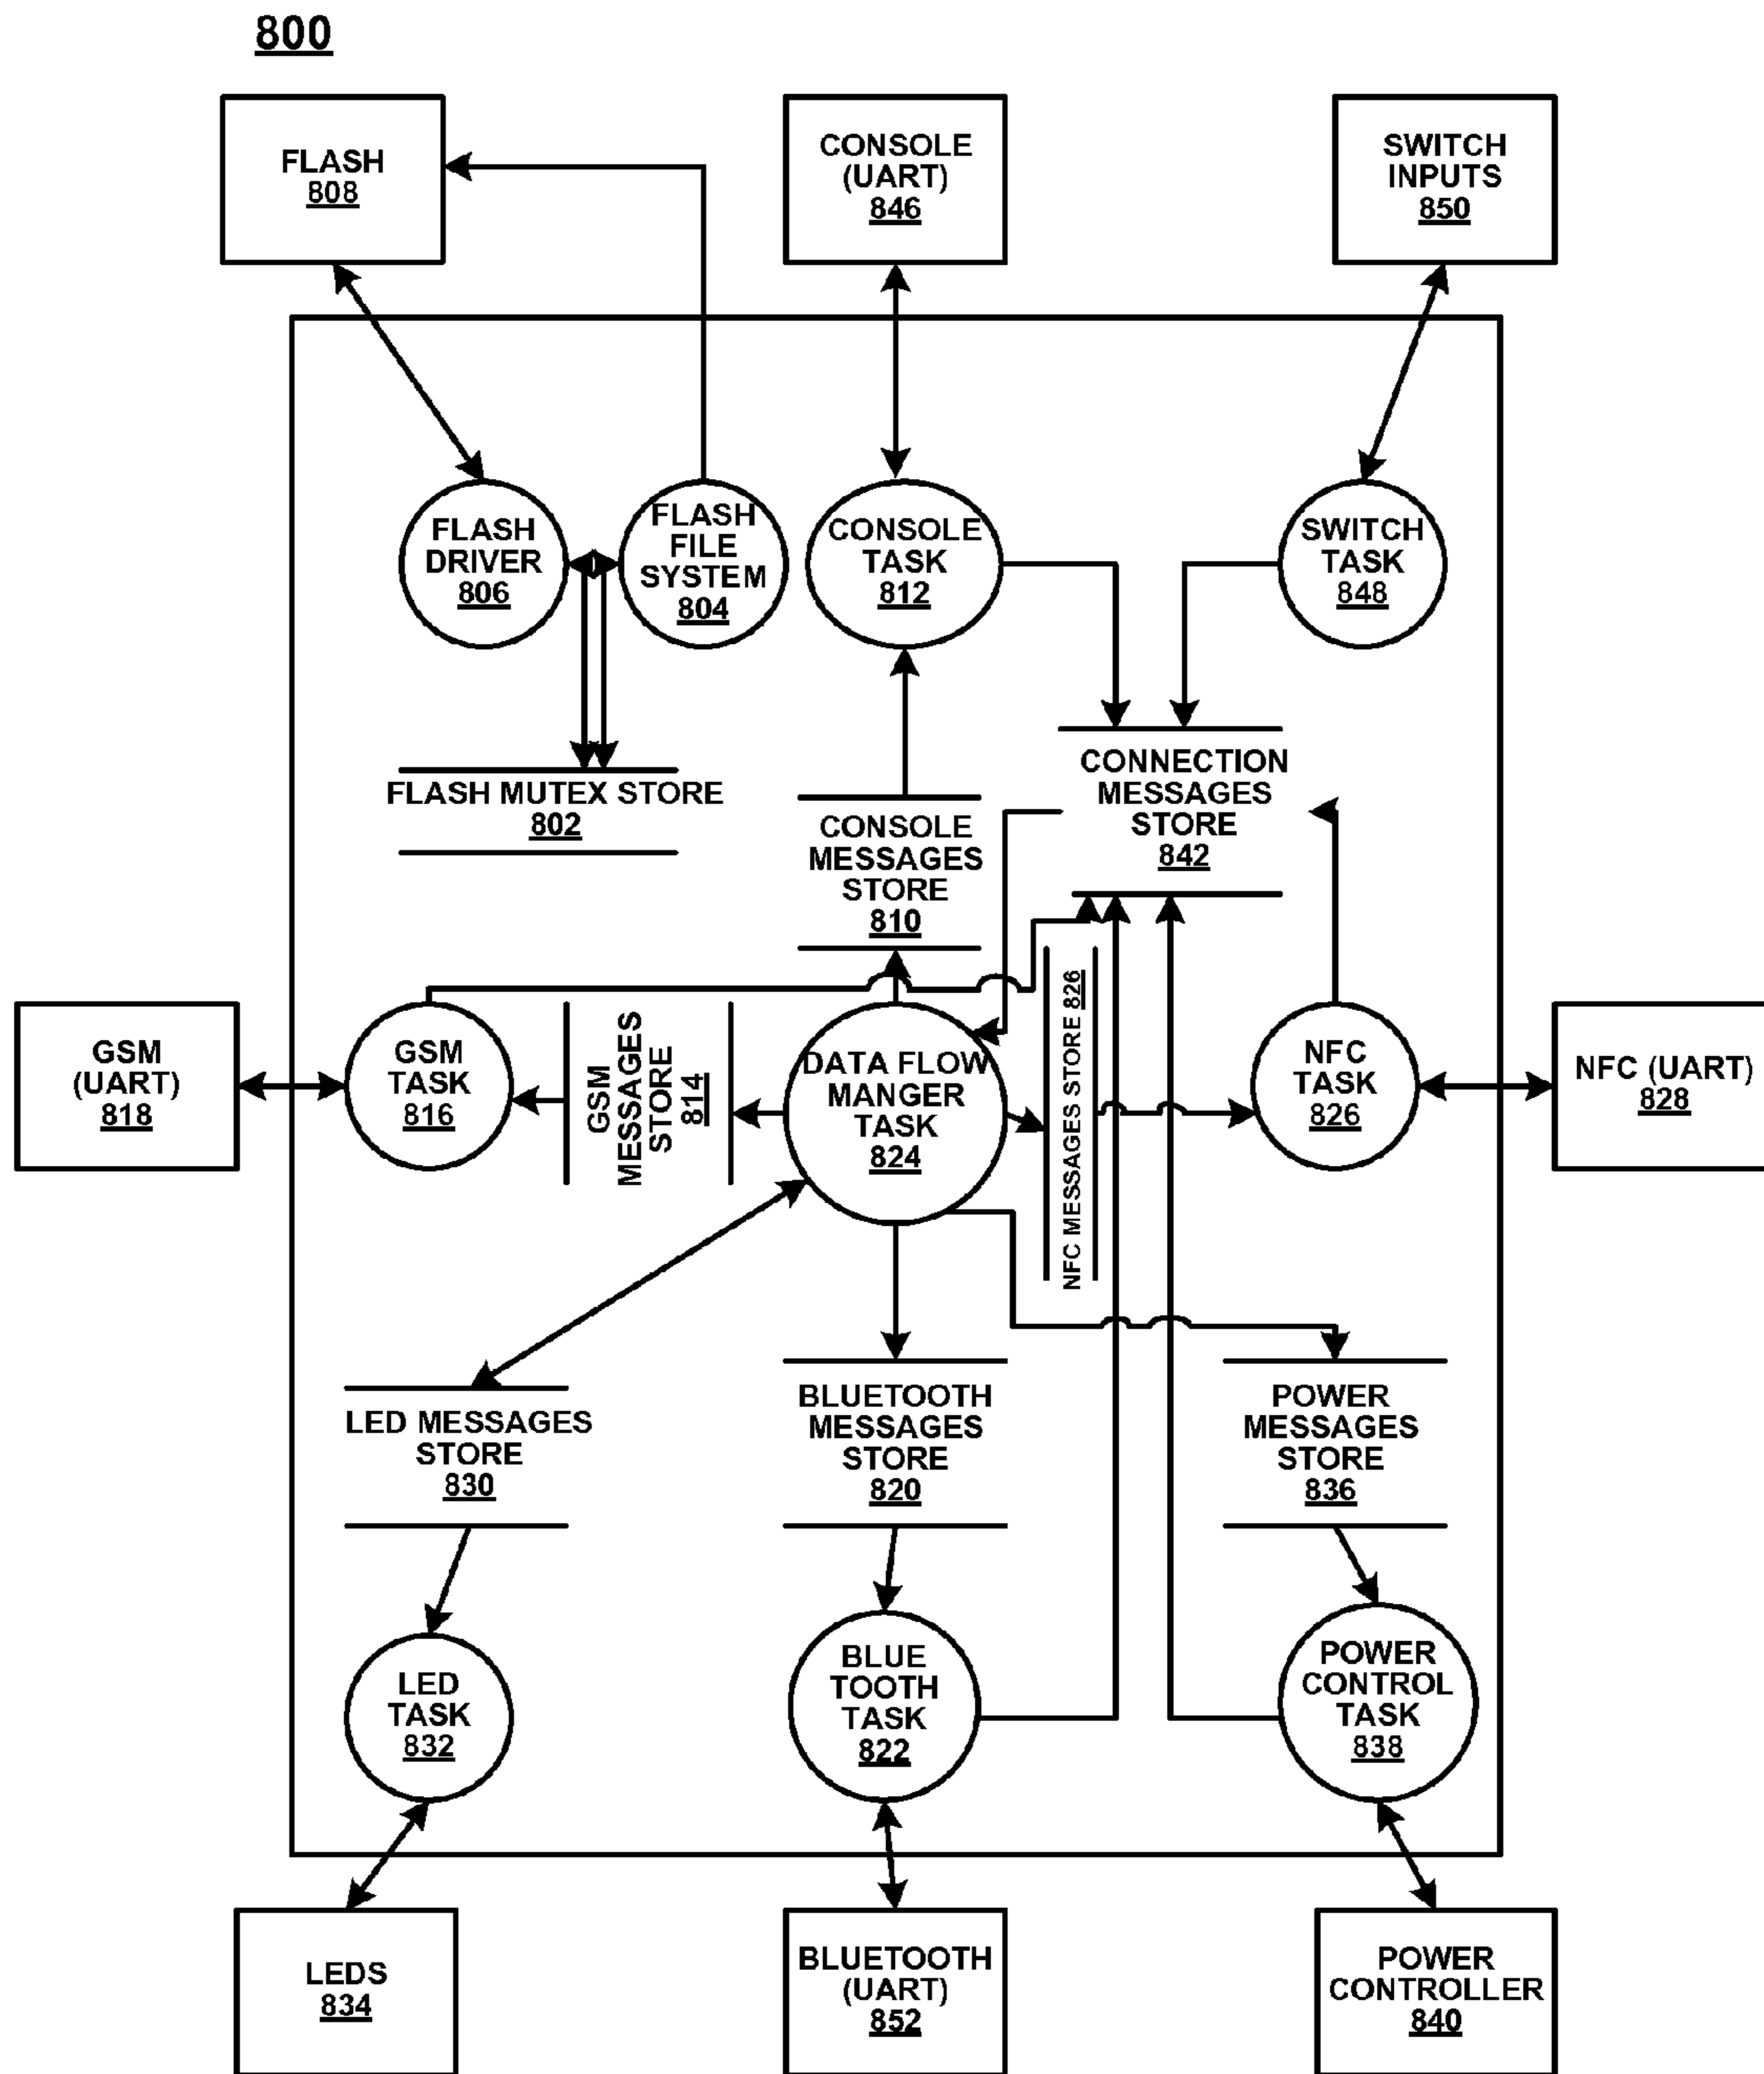 800
FLASH
808
CONSOLE
(UART)
846
SWITCH
INPUTS
850
FLASH
DRIVER
806
FLASH
FILE
SYSTEM
804
CONSOLE
TASK
812
SWITCH
TASK
848
FLASH MUTEX STORE
802
CONSOLE
MESSAGES
STORE
810
CONNECTION
MESSAGES
STORE
842
GSM
(UART)
818
GSM
TASK
816
GSM
MESSAGES
STORE
814
DATA FLOW
MANGER
TASK
824
NFC MESSAGES STORE 826
NFC
TASK
826
NFC (UART)
828
LED MESSAGES
STORE
830
BLUETOOTH
MESSAGES
STORE
820
POWER
MESSAGES
STORE
836
LED
TASK
832
BLUE
TOOTH
TASK
822
POWER
CONTROL
TASK
838
LEDS
834
BLUETOOTH
(UART)
852
POWER
CONTROLLER
840